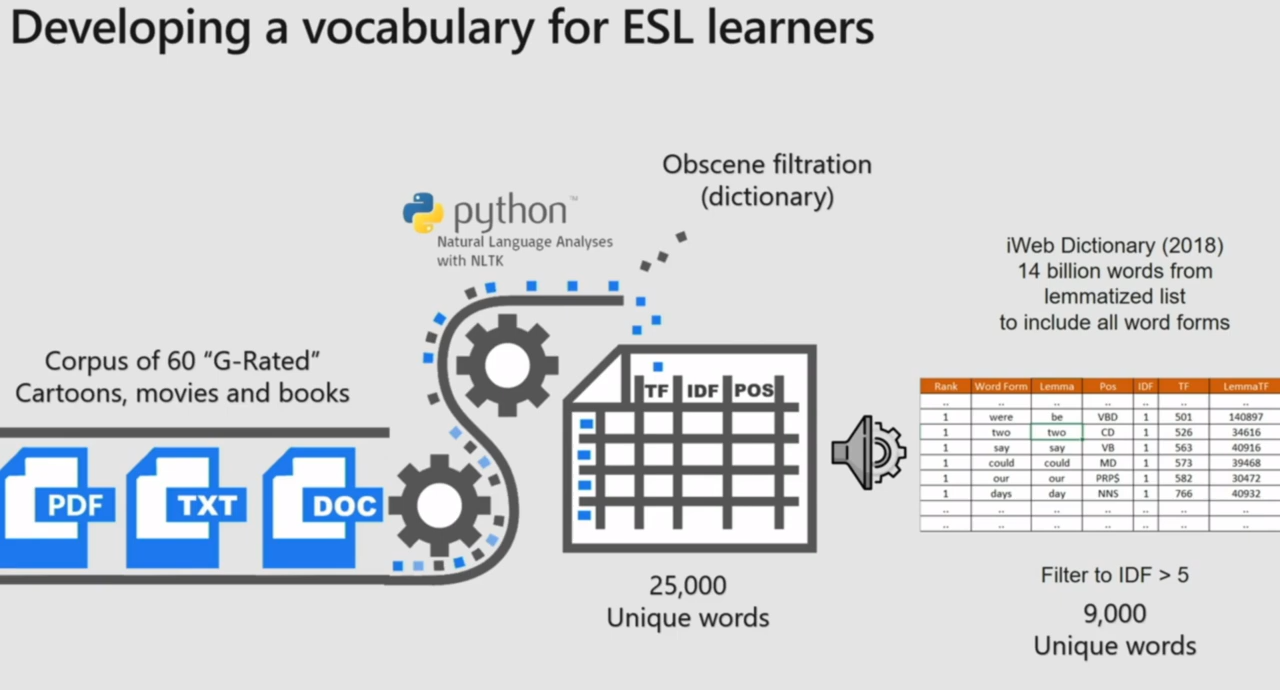 Developing a vocabulary for ESL learners
Obscene filtration
(dictionary)
python™
Natural Language Analyses
with NLTK
iWeb Dictionary (2018)
14 billion words from
lemmatized list
to include all word forms
Corpus of 60 “G-Rated”
Cartoons, movies and books
PDF TXT DOC
TF IDF POS
Rank Word Form Lemma Pos IDF TF LemmaTF
.. .. .. .. .. .. ..
1 were be VBD 1 501 140897
1 two two CD 1 526 34616
1 say say VB 1 563 40916
1 could could MD 1 573 39468
1 our our PRP$ 1 582 30472
1 days day NNS 1 766 40932
.. .. .. .. .. .. ..
.. .. .. .. .. .. ..
25,000
Unique words
Filter to IDF > 5
9,000
Unique words